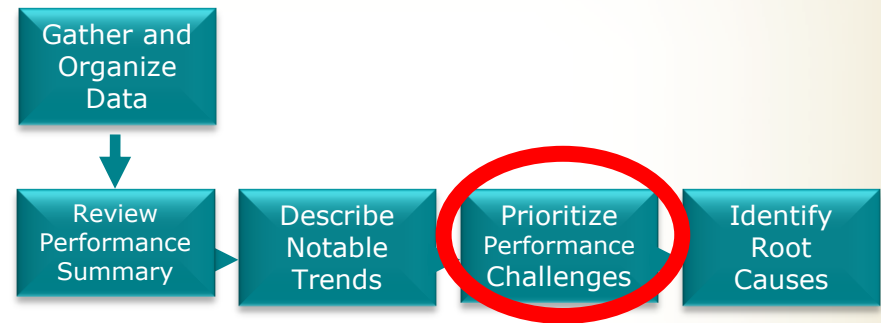 Gather and
Organize
Data
Review
Performance
Summary
Describe
Notable
Trends
Prioritize
Performance
Challenges
Identify
Root
Causes